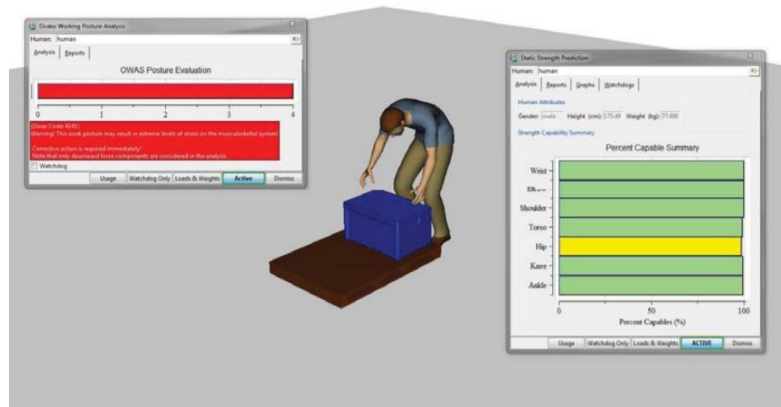 Ovako Working Posture Analysis
Human: human
Analysis Reports
OWAS Posture Evaluation
0 1 2 3 4
(Owas Code: 4141)
Warning! This work posture may result in extreme levels of stress on the musculoskeletal system!
Corrective action is required immediately!
Note that only downward force components are considered in the analysis.
Watchdog
Usage Watchdog Only Loads & Weights Active Dismiss
Static Strength Prediction
Human: human
Analysis Reports Graphs Watchdogs
Human Attributes
Gender: male Height (cm): 175.49 Weight (kg):
Strength Capability Summary
Percent Capable Summary
Wrist
Shoulder
Torso
Hip
Knee
Ankle
0 50 100
Percent Capables (%)
Usage Watchdog Only Loads & Weights ACTIVE Dismiss